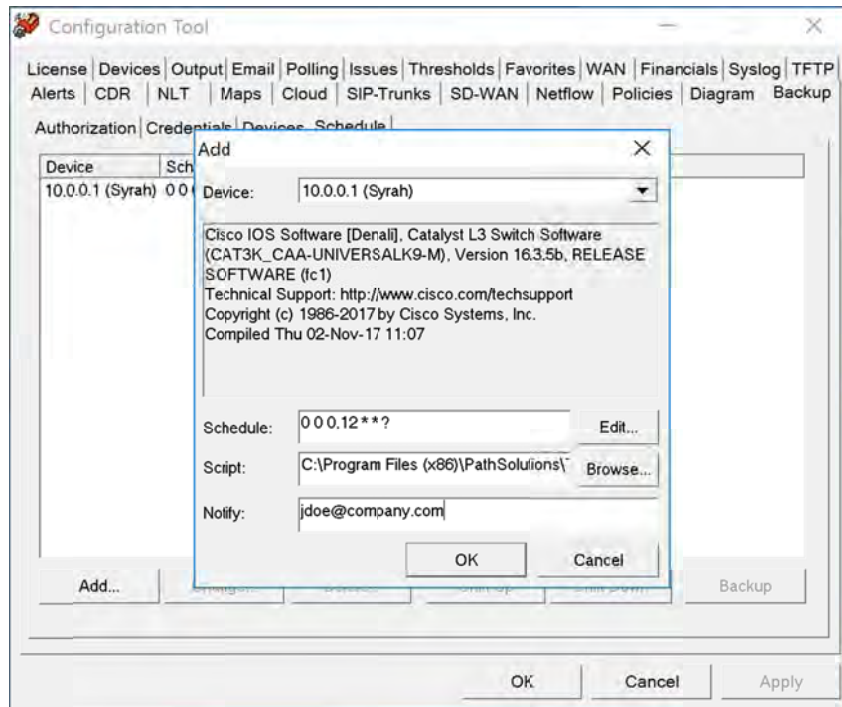 Configuration Tool
License Devices Output Email Polling Issues Thresholds Favorites WAN Financials Syslog TFTP
Alerts CDR NLT Maps Cloud SIP-Trunks SD-WAN Netflow Policies Diagram Backup
Authorization Credentials Devices Schedule
Device Sch
10.0.0.1 (Syrah) 0 0
Add
Device: 10.0.0.1 (Syrah)
Cisco IOS Software [Denali], Catalyst L3 Switch Software
(CAT3K_CAA-UNIVERSALK9-M), Version 16.3.5b, RELEASE
SOFTWARE (fc1)
Technical Support: http://www.cisco.com/techsupport
Copyright (c) 1986-2017 by Cisco Systems, Inc.
Compiled Thu 02-Nov-17 11:07
Schedule: 0 0 0,12 * * ? Edit...
Script: C:\Program Files (x86)\PathSolutions\ Browse...
Notify: jdoe@company.com
OK Cancel
Add... Backup
OK Cancel Apply